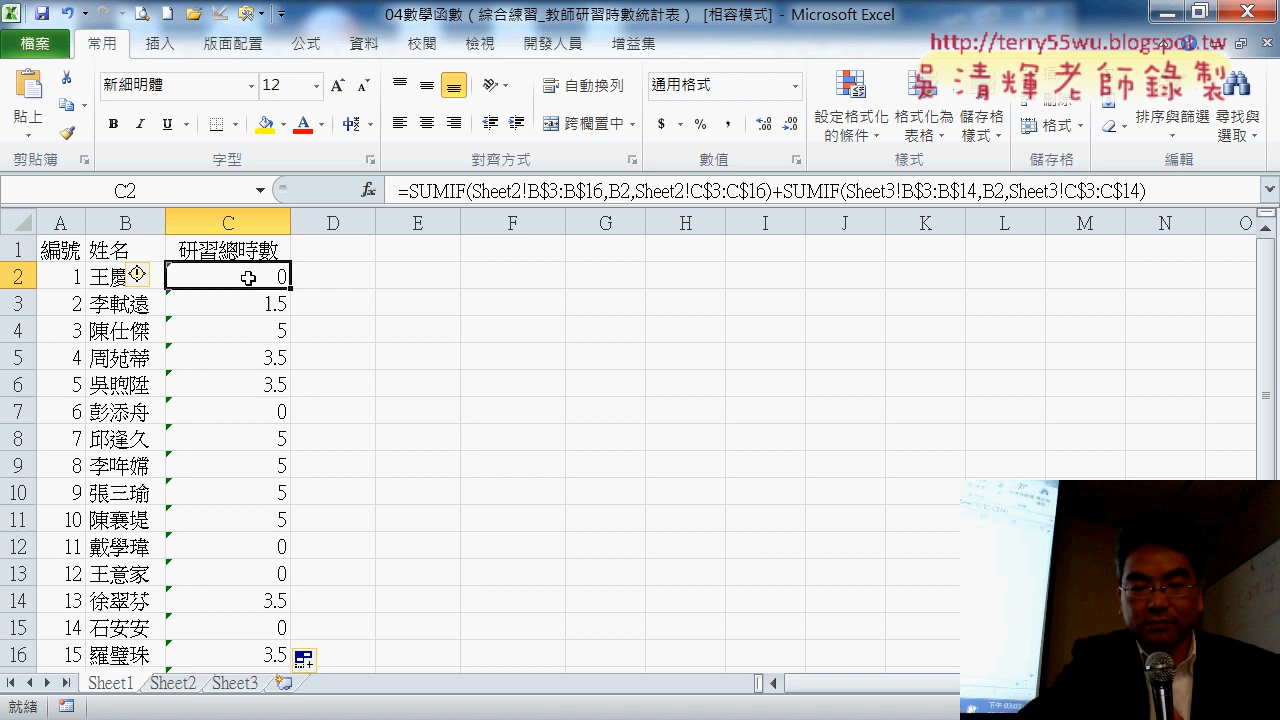 04數學函數（綜合練習_教師研習時數統計表） [相容模式] - Microsoft Excel
檔案 常用 插入 版面配置 公式 資料 校閱 檢視 開發人員 增益集
http://terry55wu.blogspot.tw
吳清輝老師錄製
新細明體 12 自動換列 通用格式
貼上 跨欄置中 設定格式化的條件 格式化為表格 儲存格樣式 格式 排序與篩選 尋找與選取
剪貼簿 字型 對齊方式 數值 樣式 儲存格 編輯
C2 =SUMIF(Sheet2!B$3:B$16,B2,Sheet2!C$3:C$16)+SUMIF(Sheet3!B$3:B$14,B2,Sheet3!C$3:C$14)
A B C D E F G H I J K L M N O
1 編號 姓名 研習總時數
2 1 王慶 0
3 2 李軾遠 1.5
4 3 陳仕傑 5
5 4 周苑蒂 3.5
6 5 吳煦陞 3.5
7 6 彭添舟 0
8 7 邱逢久 5
9 8 李哖嫦 5
10 9 張三瑜 5
11 10 陳襄堤 5
12 11 戴學瑋 0
13 12 王意家 0
14 13 徐翠芬 3.5
15 14 石安安 0
16 15 羅璧珠 3.5
Sheet1 Sheet2 Sheet3
就緒
下午 03:03